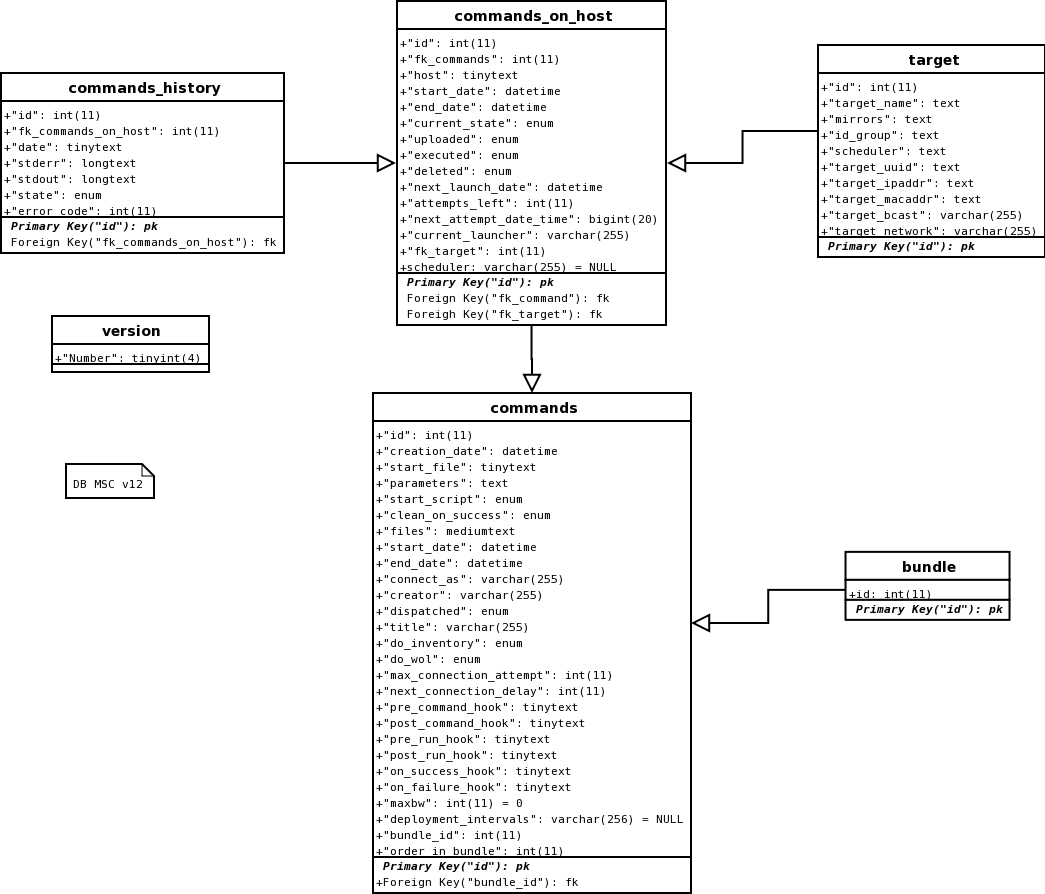 commands_on_host
+"id": int(11)
+"fk_commands": int(11)
+"host": tinytext
+"start_date": datetime
+"end_date": datetime
+"current_state": enum
+"uploaded": enum
+"executed": enum
+"deleted": enum
+"next_launch_date": datetime
+"attempts_left": int(11)
+"next_attempt_date_time": bigint(20)
+"current_launcher": varchar(255)
+"fk_target": int(11)
+scheduler: varchar(255) = NULL
Primary Key("id"): pk
Foreign Key("fk_command"): fk
Foreigh Key("fk_target"): fk
target
+"id": int(11)
+"target_name": text
+"mirrors": text
+"id_group": text
+"scheduler": text
+"target_uuid": text
+"target_ipaddr": text
+"target_macaddr": text
+"target_bcast": varchar(255)
+"target_network": varchar(255)
Primary Key("id"): pk
commands_history
+"id": int(11)
+"fk_commands_on_host": int(11)
+"date": tinytext
+"stderr": longtext
+"stdout": longtext
+"state": enum
+"error_code": int(11)
Primary Key("id"): pk
Foreign Key("fk_commands_on_host"): fk
version
+"Number": tinyint(4)
DB MSC v12
commands
+"id": int(11)
+"creation_date": datetime
+"start_file": tinytext
+"parameters": text
+"start_script": enum
+"clean_on_success": enum
+"files": mediumtext
+"start_date": datetime
+"end_date": datetime
+"connect_as": varchar(255)
+"creator": varchar(255)
+"dispatched": enum
+"title": varchar(255)
+"do_inventory": enum
+"do_wol": enum
+"max_connection_attempt": int(11)
+"next_connection_delay": int(11)
+"pre_command_hook": tinytext
+"post_command_hook": tinytext
+"pre_run_hook": tinytext
+"post_run_hook": tinytext
+"on_success_hook": tinytext
+"on_failure_hook": tinytext
+"maxbw": int(11) = 0
+"deployment_intervals": varchar(256) = NULL
+"bundle_id": int(11)
+"order_in_bundle": int(11)
Primary Key("id"): pk
+Foreign Key("bundle_id"): fk
bundle
+id: int(11)
Primary Key("id"): pk